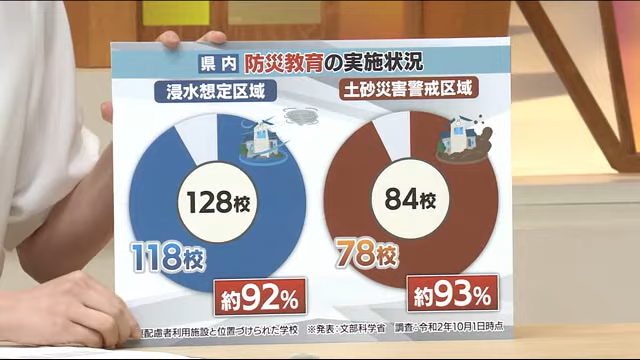 県内 防災教育の実施状況
浸水想定区域
土砂災害警戒区域
128校
84校
118校
78校
約92%
約93%
配慮者利用施設と位置づけられた学校 ※発表:文部科学省 調査:令和2年10月1日時点